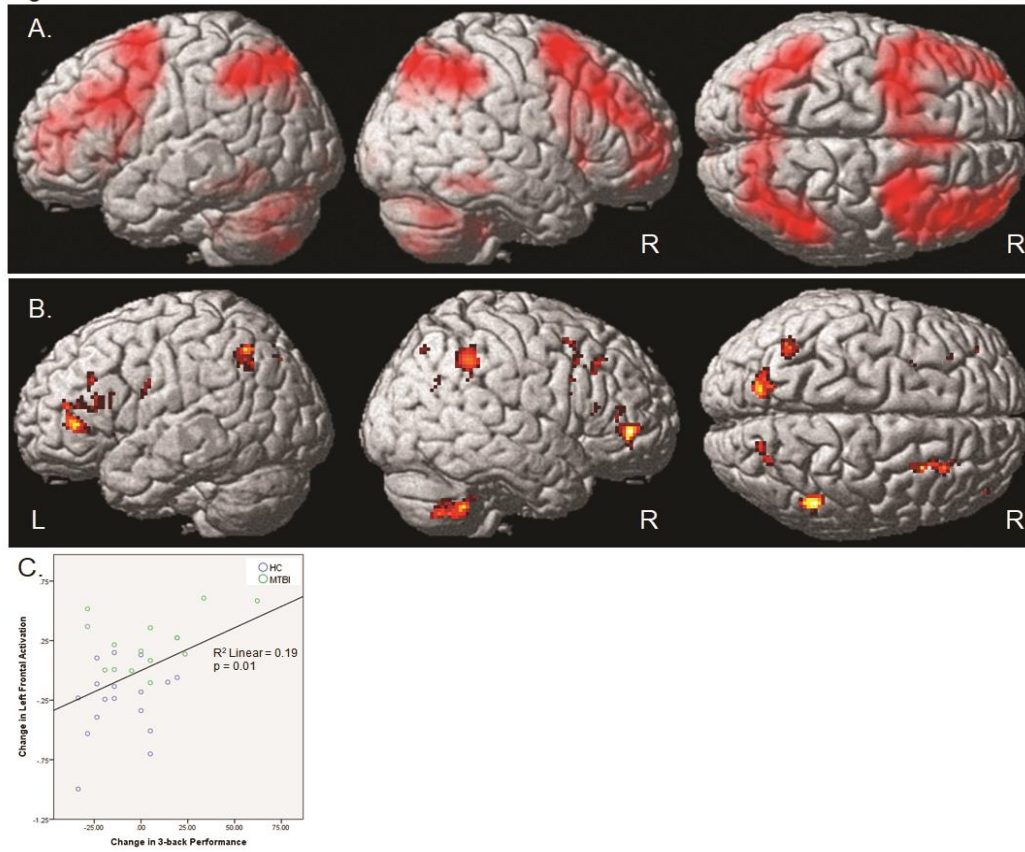 A.
R
R
B.
L
R
R
C.
HC
MTBI
.75
.25
-.25
-.75
-1.25
R² Linear = 0.19
p = 0.01
Change in Left Frontal Activation
-25.00
.00
25.00
50.00
75.00
Change in 3-back Performance